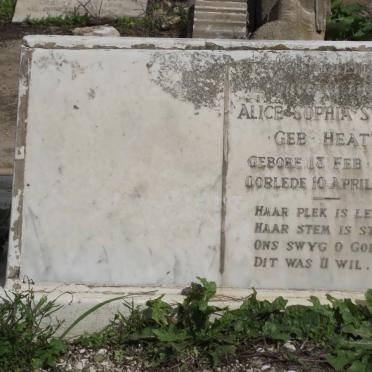 ALICE SOPHIA S
GEB HEAT
GEBORE 13 FEB
OORLEDE 10 APRIL
HAAR PLEK IS LE
HAAR STEM IS ST
ONS SWYG O GOD
DIT WAS U WIL.